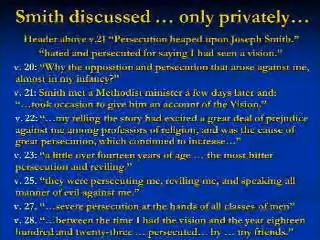 Smith discussed … only privately…
Header above v.21 “Persecution heaped upon Joseph Smith.”
“hated and persecuted for saying I had seen a vision.”
v. 20: “Why the opposition and persecution that arose against me,
almost in my infancy?”
v. 21: Smith met a Methodist minister a few days later and:
“…took occasion to give him an account of the Vision,”
v. 22: “…my telling the story had excited a great deal of prejudice
against me among professors of religion, and was the cause of
great persecution, which continued to increase…”
v. 23: “a little over fourteen years of age … the most bitter
persecution and reviling.”
v. 25. “they were persecuting me, reviling me, and speaking all
manner of evil against me.”
v. 27, “…severe persecution at the hands of all classes of men”
v. 28. “…between the time I had the vision and the year eighteen
hundred and twenty-three … persecuted… by … my friends.”